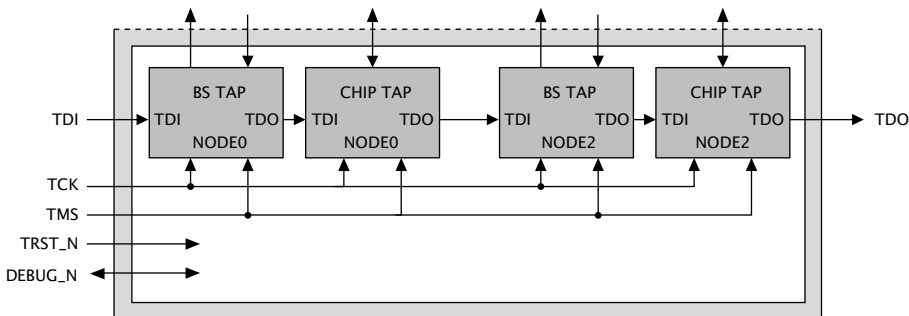 BS TAP CHIP TAP BS TAP CHIP TAP
TDI TDI TDO TDI TDO TDI TDO TDI TDO TDO
NODE0 NODE0 NODE2 NODE2
TCK
TMS
TRST_N
DEBUG_N